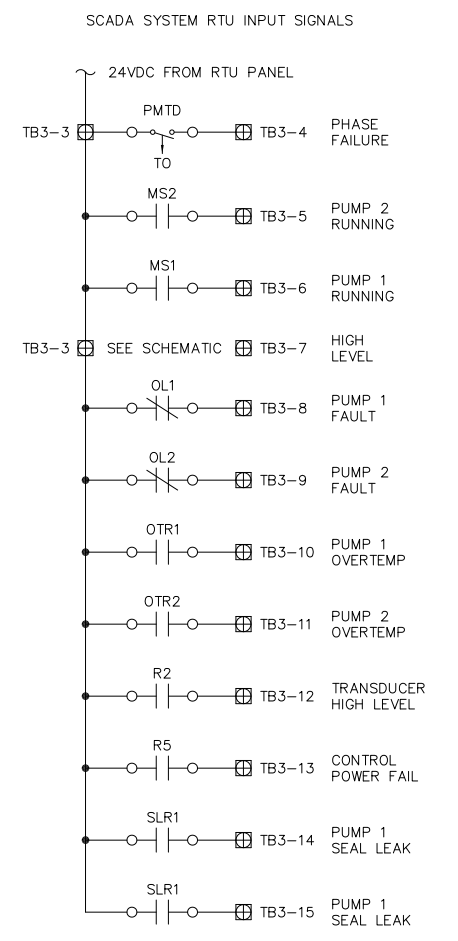 SCADA SYSTEM RTU INPUT SIGNALS
24VDC FROM RTU PANEL
PMTD
TB3-3
TB3-4
PHASE
FAILURE
TO
MS2
TB3-5
PUMP 2
RUNNING
MS1
TB3-6
PUMP 1
RUNNING
TB3-3
SEE SCHEMATIC
TB3-7
HIGH
LEVEL
OL1
TB3-8
PUMP 1
FAULT
OL2
TB3-9
PUMP 2
FAULT
OTR1
TB3-10
PUMP 1
OVERTEMP
OTR2
TB3-11
PUMP 2
OVERTEMP
R2
TB3-12
TRANSDUCER
HIGH LEVEL
R5
TB3-13
CONTROL
POWER FAIL
SLR1
TB3-14
PUMP 1
SEAL LEAK
SLR1
TB3-15
PUMP 1
SEAL LEAK